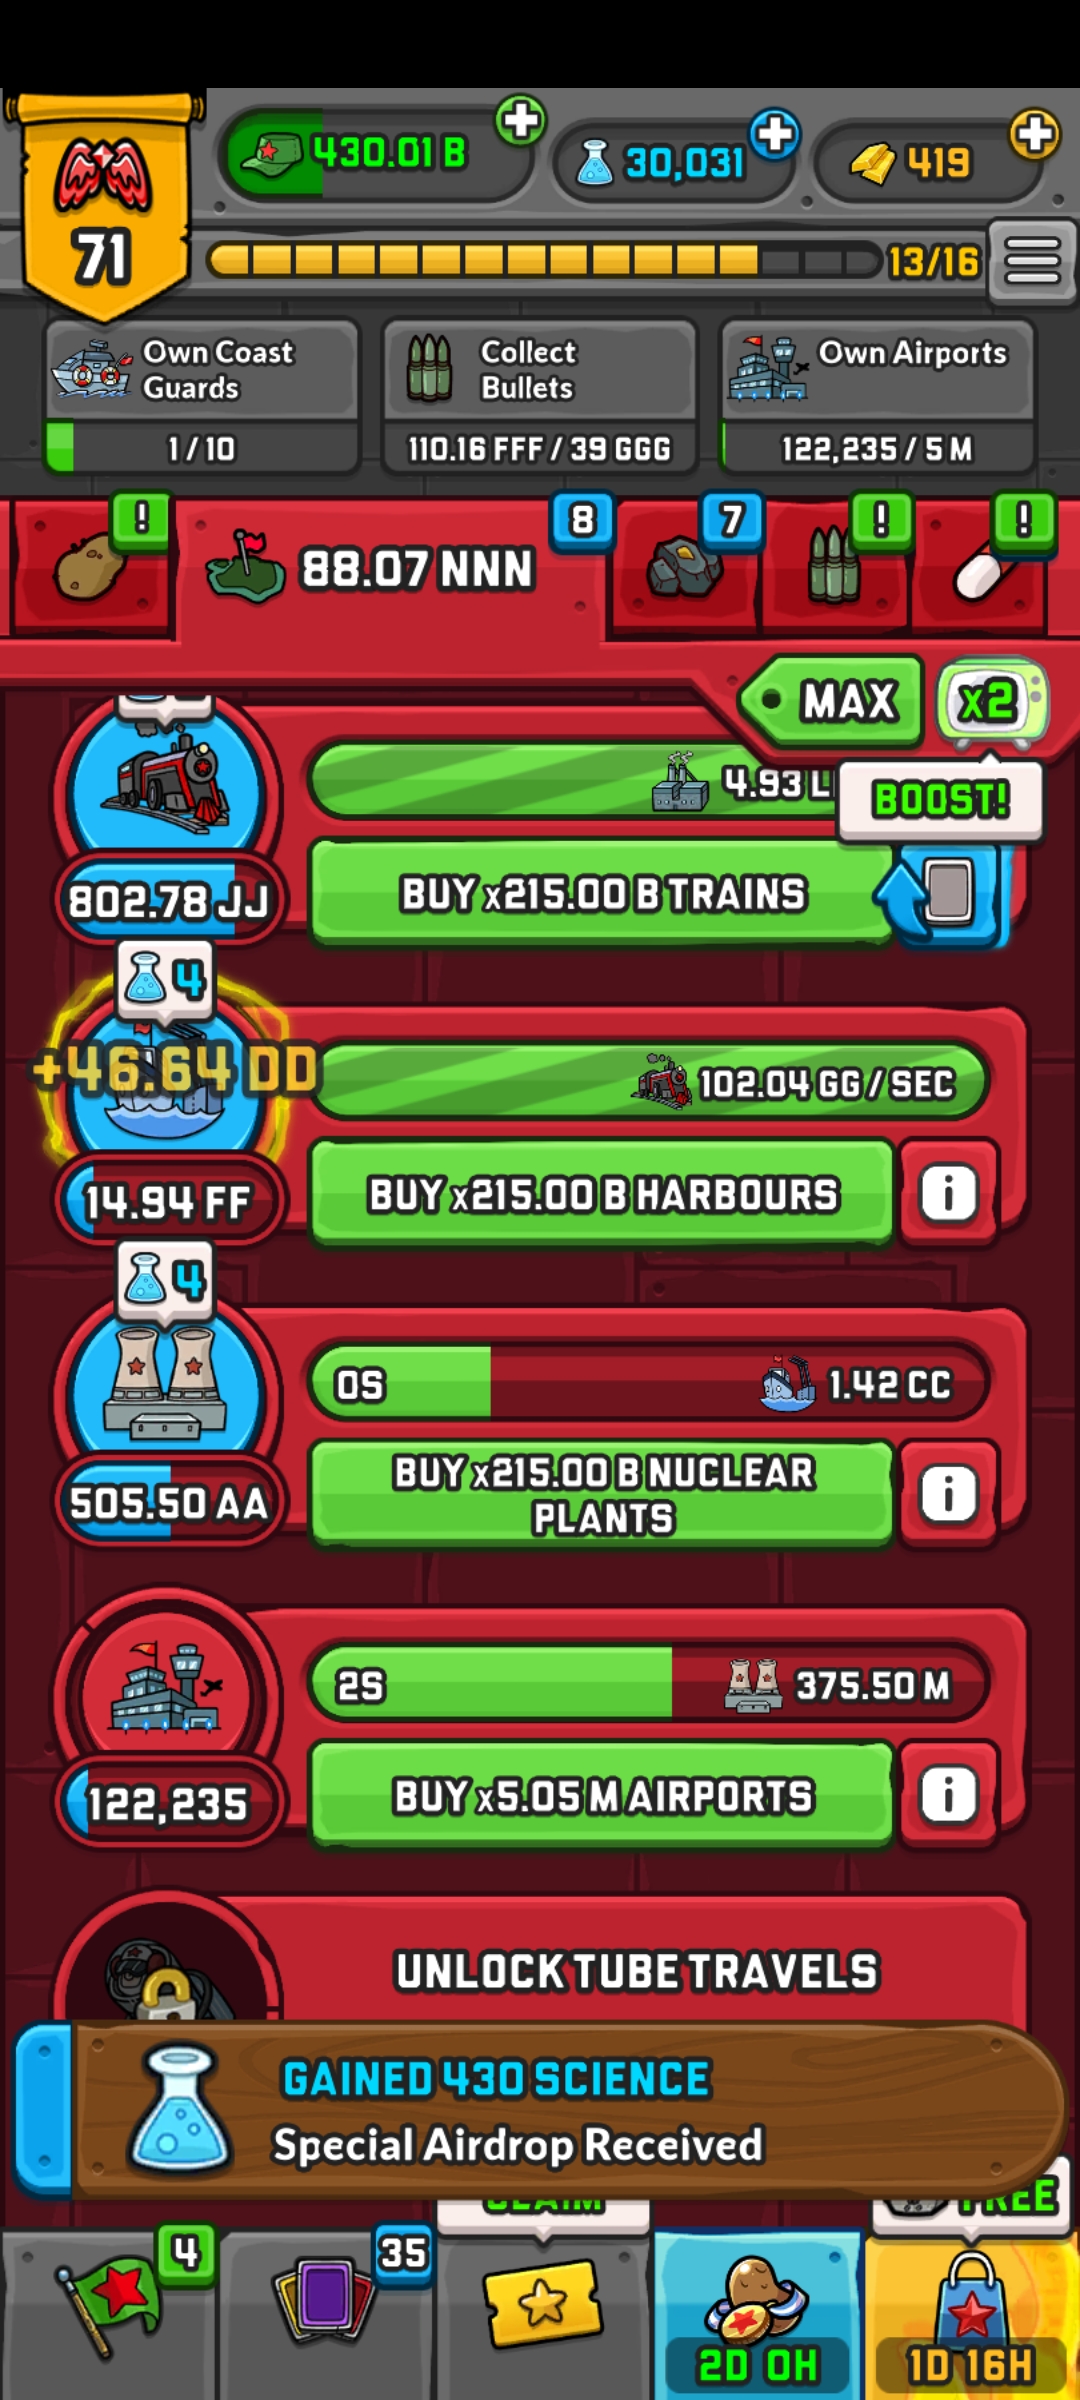 430.01 B
30,031
419
71
13/16
Own Coast
Guards
1 / 10
Collect
Bullets
110.16 FFF / 39 GGG
Own Airports
122,235 / 5 M
!
88.07 NNN
8
7
!
!
MAX
x2
BOOST!
4.93
BUY x215.00 B TRAINS
802.78 JJ
4
+46.64 DD
102.04 GG / SEC
BUY x215.00 B HARBOURS
i
14.94 FF
4
0S
1.42 CC
BUY x215.00 B NUCLEAR
PLANTS
i
505.50 AA
2S
375.50 M
BUY x5.05 M AIRPORTS
i
122,235
UNLOCK TUBE TRAVELS
GAINED 430 SCIENCE
Special Airdrop Received
CLAIM
FREE
4
35
2D 0H
1D 16H